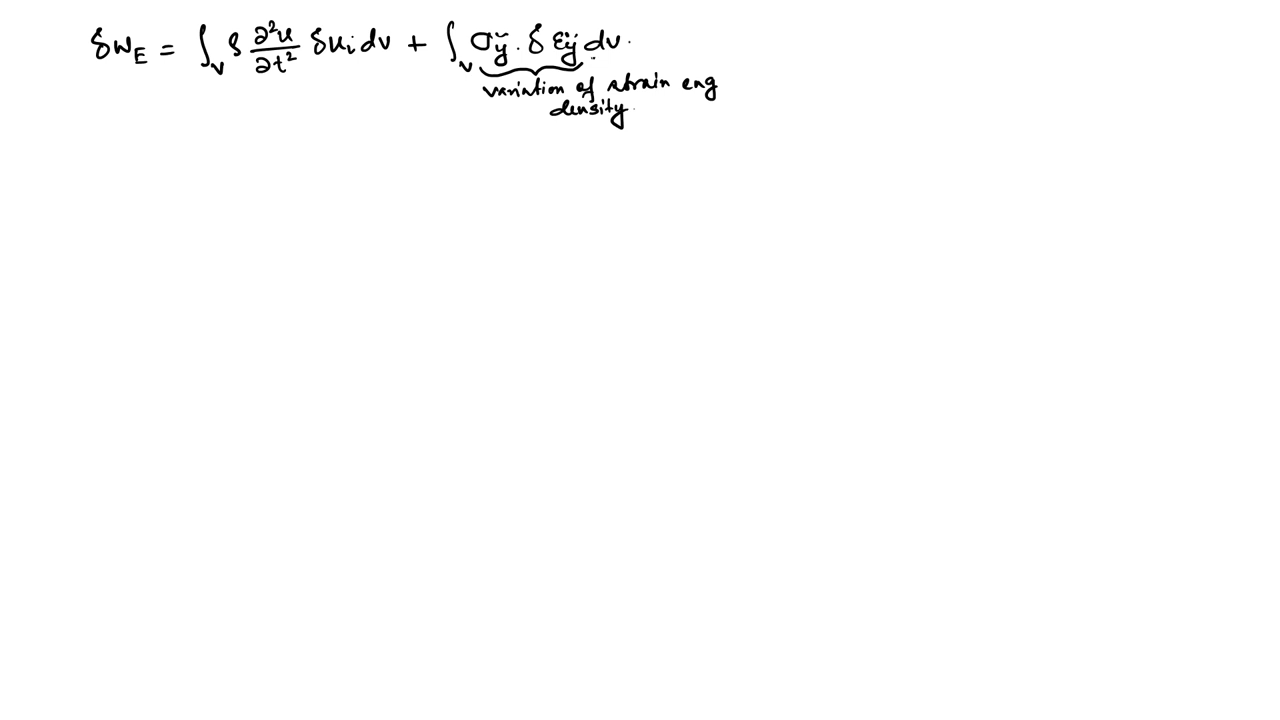 δW_E = ∫_V ρ ∂²u/∂t² δu_i dv + ∫_V σ_ij · δ ε_ij dv.
variation of strain eng
density